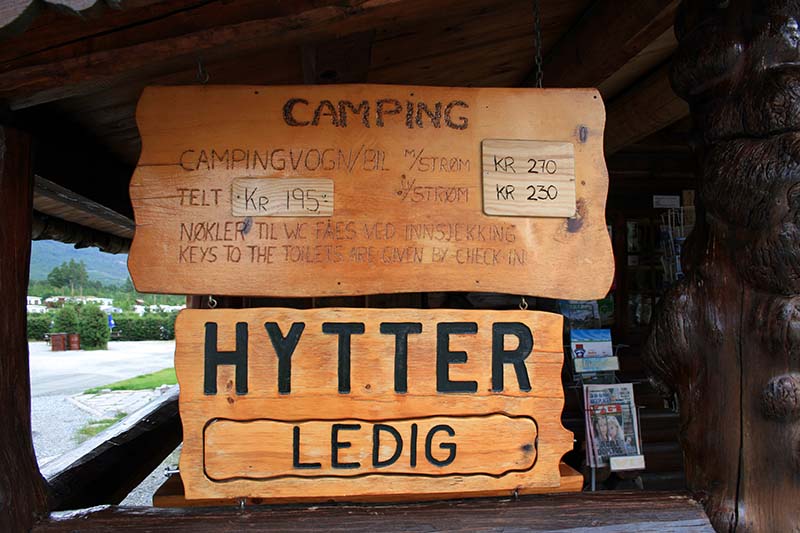 CAMPING
CAMPINGVOGN/BIL M/STRØM KR 270
TELT KR 195 U/STRØM KR 230
NØKLER TIL WC FÅES VED INNSJEKKING
KEYS TO THE TOILETS ARE GIVEN BY CHECK IN
HYTTER
LEDIG